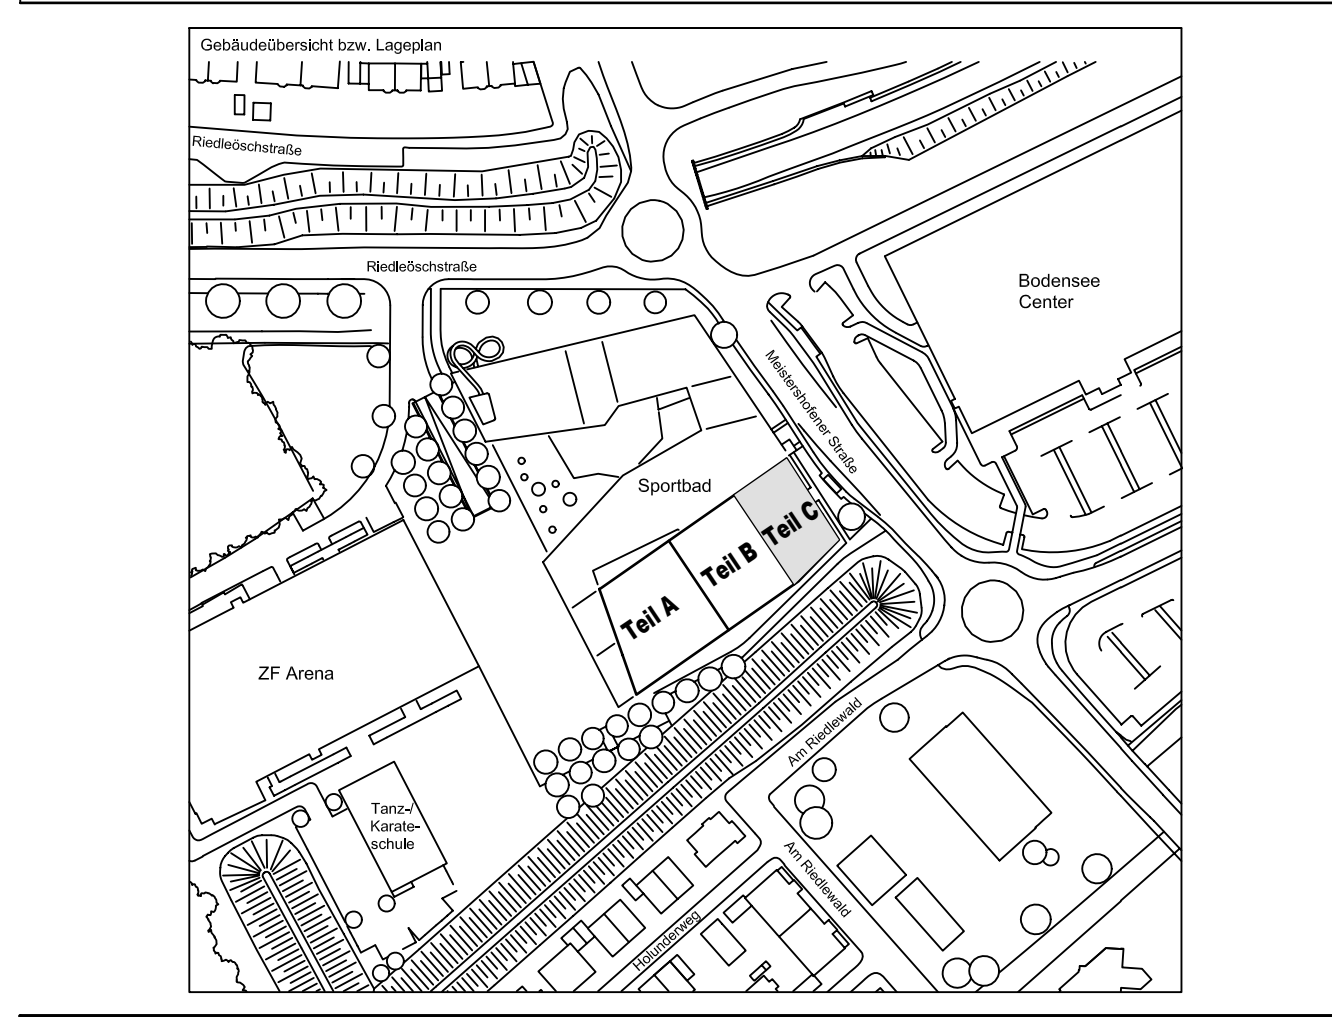 Gebäudeübersicht bzw. Lageplan
Riedleöschstraße
Riedleöschstraße
Bodensee
Center
Meistershofener Straße
Sportbad
Teil C
Teil B
Teil A
ZF Arena
Am Riedlewald
Tanz-/
Karate-
schule
Am Riedlewald
Holunderweg